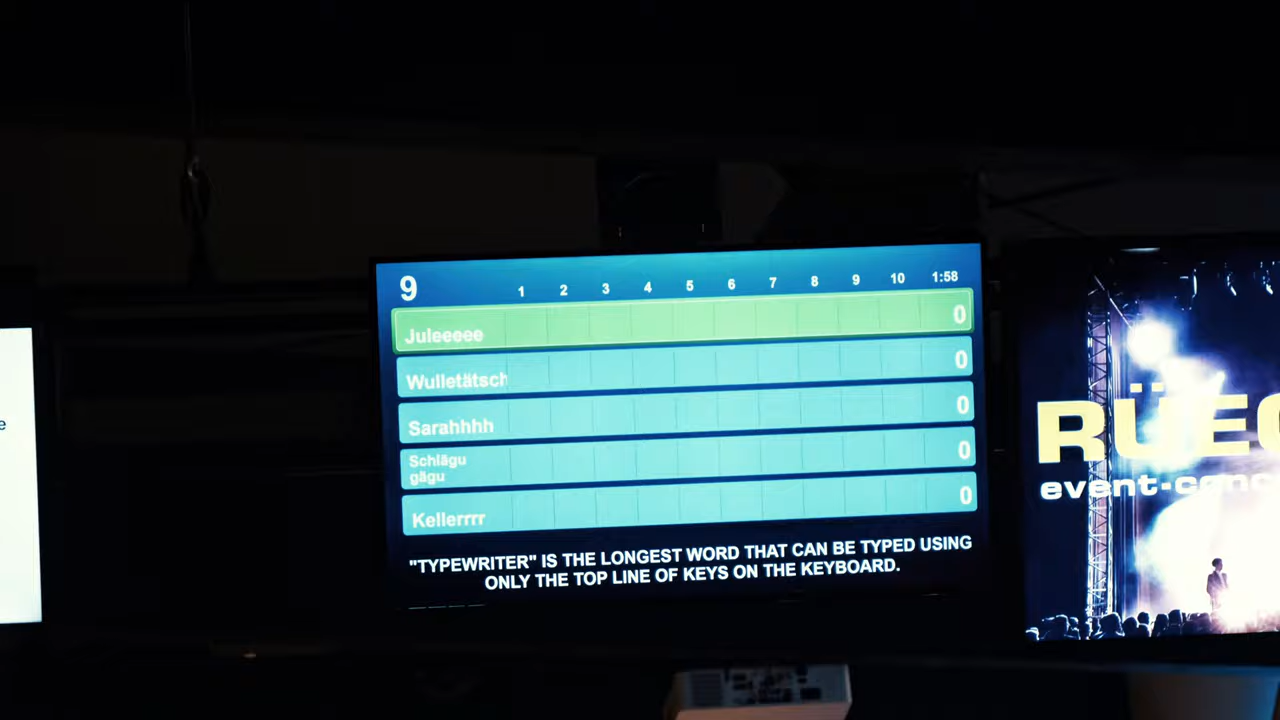 e
9 1 2 3 4 5 6 7 8 9 10 1:58
Juleeeee 0
Wulletätsch 0
Sarahhhh 0
Schlägu
gägu 0
Kellerrrr 0
"TYPEWRITER" IS THE LONGEST WORD THAT CAN BE TYPED USING
ONLY THE TOP LINE OF KEYS ON THE KEYBOARD.
RÜEG
event-conc